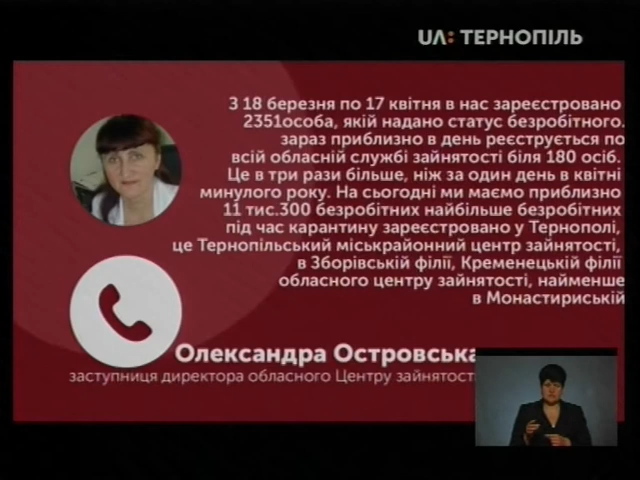 UA: ТЕРНОПІЛЬ
З 18 березня по 17 квітня в нас зареєстровано
2351особа, якій надано статус безробітного.
зараз приблизно в день реєструється по
всій обласній службі зайнятості біля 180 осіб.
Це в три рази більше, ніж за один день в квітні
минулого року. На сьогодні ми маємо приблизно
11 тис.300 безробітних найбільше безробітних
під час карантину зареєстровано у Тернополі,
це Тернопільський міськрайонний центр зайнятості,
в Зборівській філії, Кременецькій філії
обласного центру зайнятості, найменше
в Монастириській
Олександра Островська
заступниця директора обласного Центру зайнятост